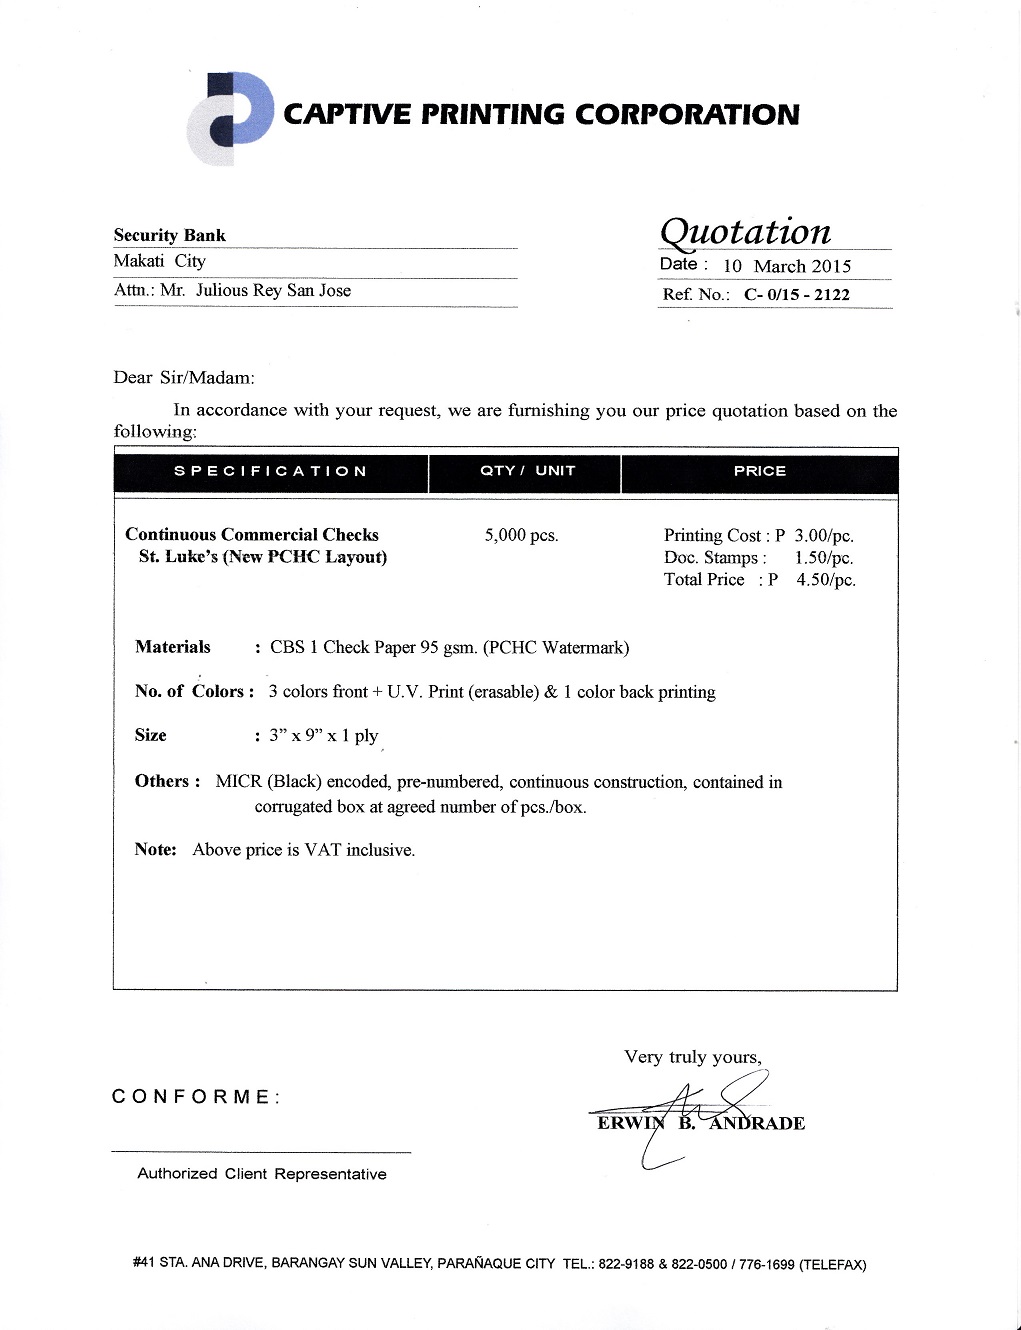 CAPTIVE PRINTING CORPORATION
Security Bank
Makati City
Attn.: Mr. Julious Rey San Jose
Quotation
Date : 10 March 2015
Ref. No.: C- 0/15 - 2122
Dear Sir/Madam:
In accordance with your request, we are furnishing you our price quotation based on the
following:
SPECIFICATION QTY / UNIT PRICE
Continuous Commercial Checks 5,000 pcs. Printing Cost : P 3.00/pc.
St. Luke's (New PCHC Layout) Doc. Stamps : 1.50/pc.
Total Price : P 4.50/pc.
Materials : CBS 1 Check Paper 95 gsm. (PCHC Watermark)
No. of Colors : 3 colors front + U.V. Print (erasable) & 1 color back printing
Size : 3” x 9” x 1 ply
Others : MICR (Black) encoded, pre-numbered, continuous construction, contained in
corrugated box at agreed number of pcs./box.
Note: Above price is VAT inclusive.
Very truly yours,
CONFORME:
ERWIN B. ANDRADE
Authorized Client Representative
#41 STA. ANA DRIVE, BARANGAY SUN VALLEY, PARAÑAQUE CITY TEL.: 822-9188 & 822-0500 / 776-1699 (TELEFAX)